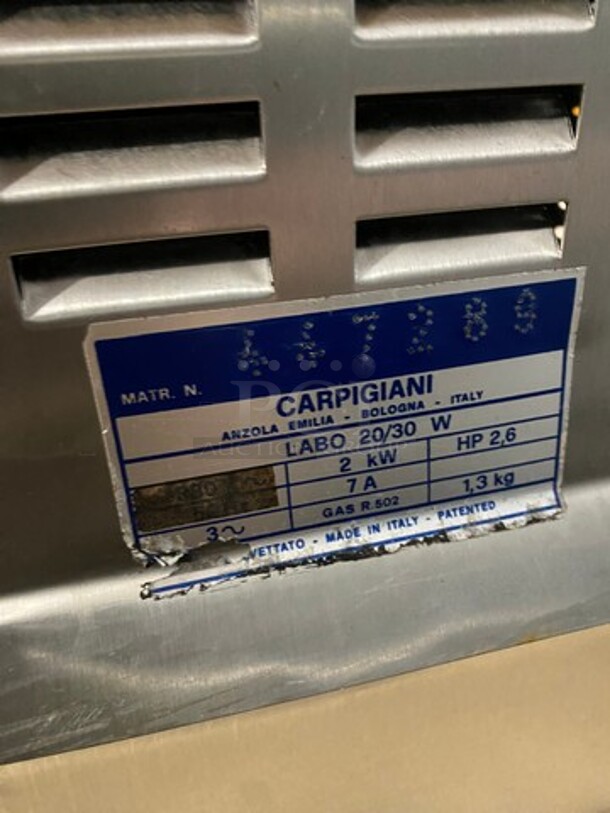 MATR. N.
CARPIGIANI
ANZOLA EMILIA - BOLOGNA - ITALY
LABO 20/30 W
2 kW HP 2,6
7 A 1,3 kg
3~ GAS R.502
VETTATO - MADE IN ITALY - PATENTED